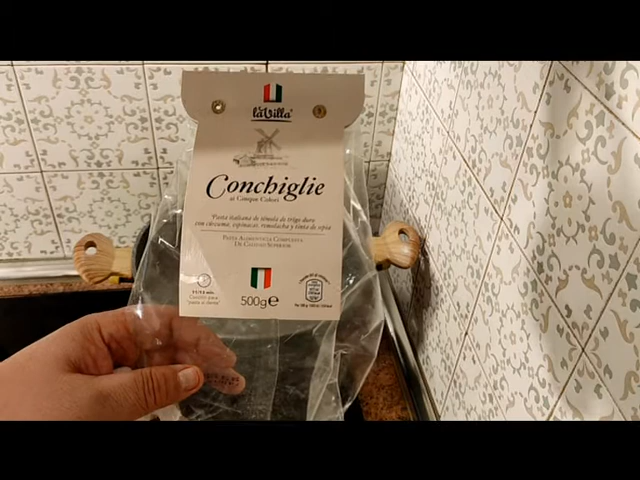 la Villa
Conchiglie
ai Cinque Colori
Pasta italiana de sémola de trigo duro
con cúrcuma, espinacas, remolacha y tinta de sepia
Pasta Alimenticia Compuesta
De Calidad Superior
500g e